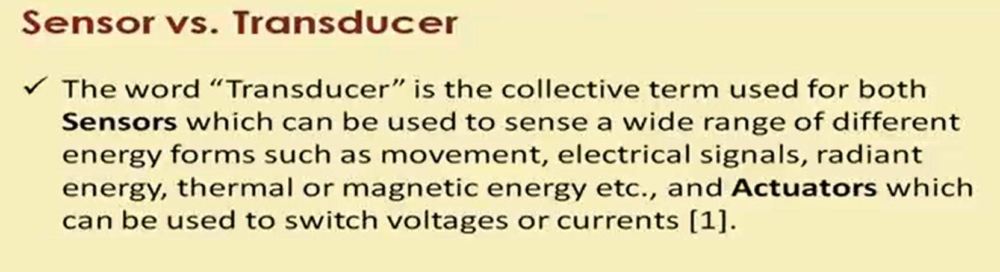 Sensor vs. Transducer
✓ The word “Transducer” is the collective term used for both
Sensors which can be used to sense a wide range of different
energy forms such as movement, electrical signals, radiant
energy, thermal or magnetic energy etc., and Actuators which
can be used to switch voltages or currents [1].